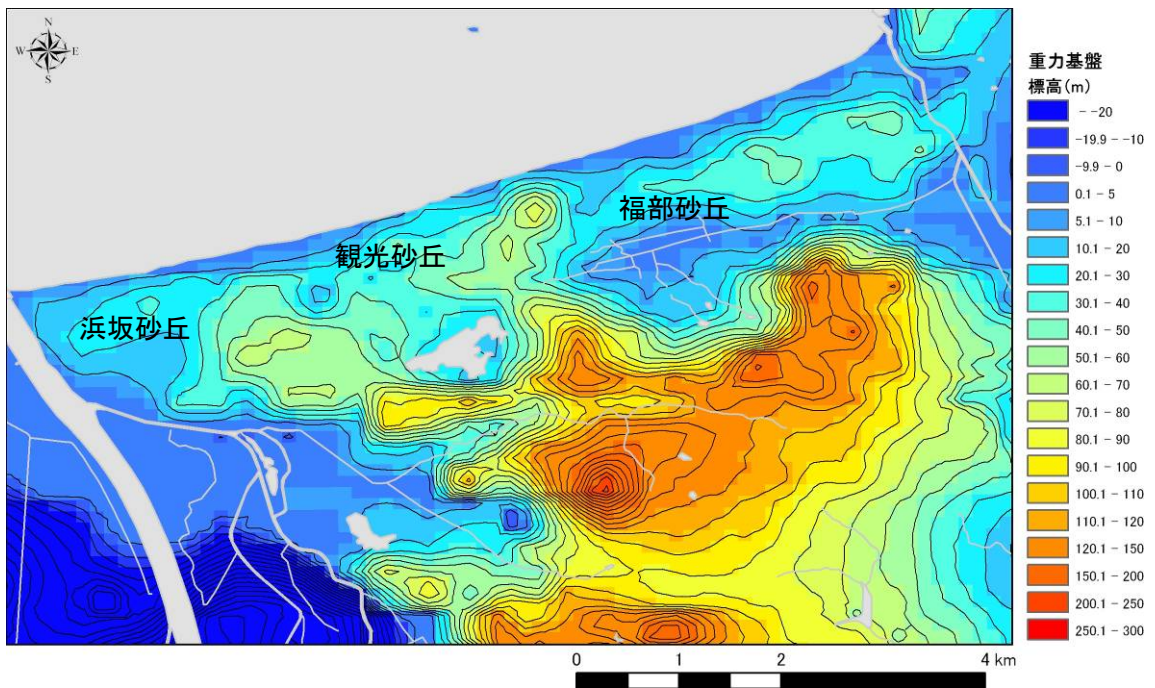 N
W
E
S
福部砂丘
観光砂丘
浜坂砂丘
重力基盤
標高(m)
- -20
-19.9 - -10
-9.9 - 0
0.1 - 5
5.1 - 10
10.1 - 20
20.1 - 30
30.1 - 40
40.1 - 50
50.1 - 60
60.1 - 70
70.1 - 80
80.1 - 90
90.1 - 100
100.1 - 110
110.1 - 120
120.1 - 150
150.1 - 200
200.1 - 250
250.1 - 300
0 1 2 4 km